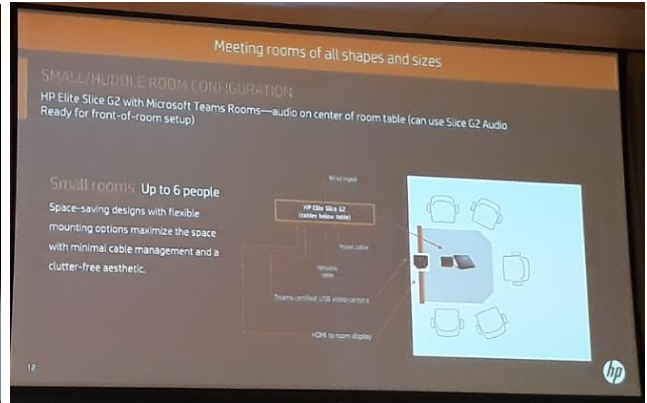 Meeting rooms of all shapes and sizes
SMALL/HUDDLE ROOM CONFIGURATION
HP Elite Slice G2 with Microsoft Teams Rooms—audio on center of room table (can use Slice G2 Audio
Ready for front-of-room setup)
Small rooms Up to 6 people
Space-saving designs with flexible
mounting options maximize the space
with minimal cable management and a
clutter-free aesthetic.
Wired ingest
HP Elite Slice G2
(cables below table)
Power cable
Network
Teams certified USB video camera
HDMI to room display
12
hp